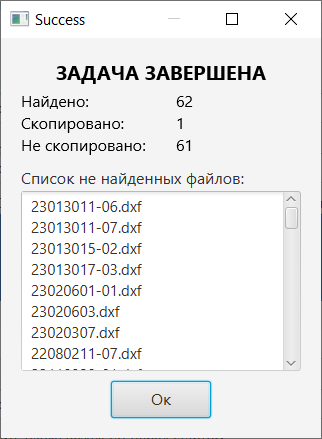 Success
ЗАДАЧА ЗАВЕРШЕНА
Найдено: 62
Скопировано: 1
Не скопировано: 61
Список не найденных файлов:
23013011-06.dxf
23013011-07.dxf
23013015-02.dxf
23013017-03.dxf
23020601-01.dxf
23020603.dxf
23020307.dxf
22080211-07.dxf
Ок